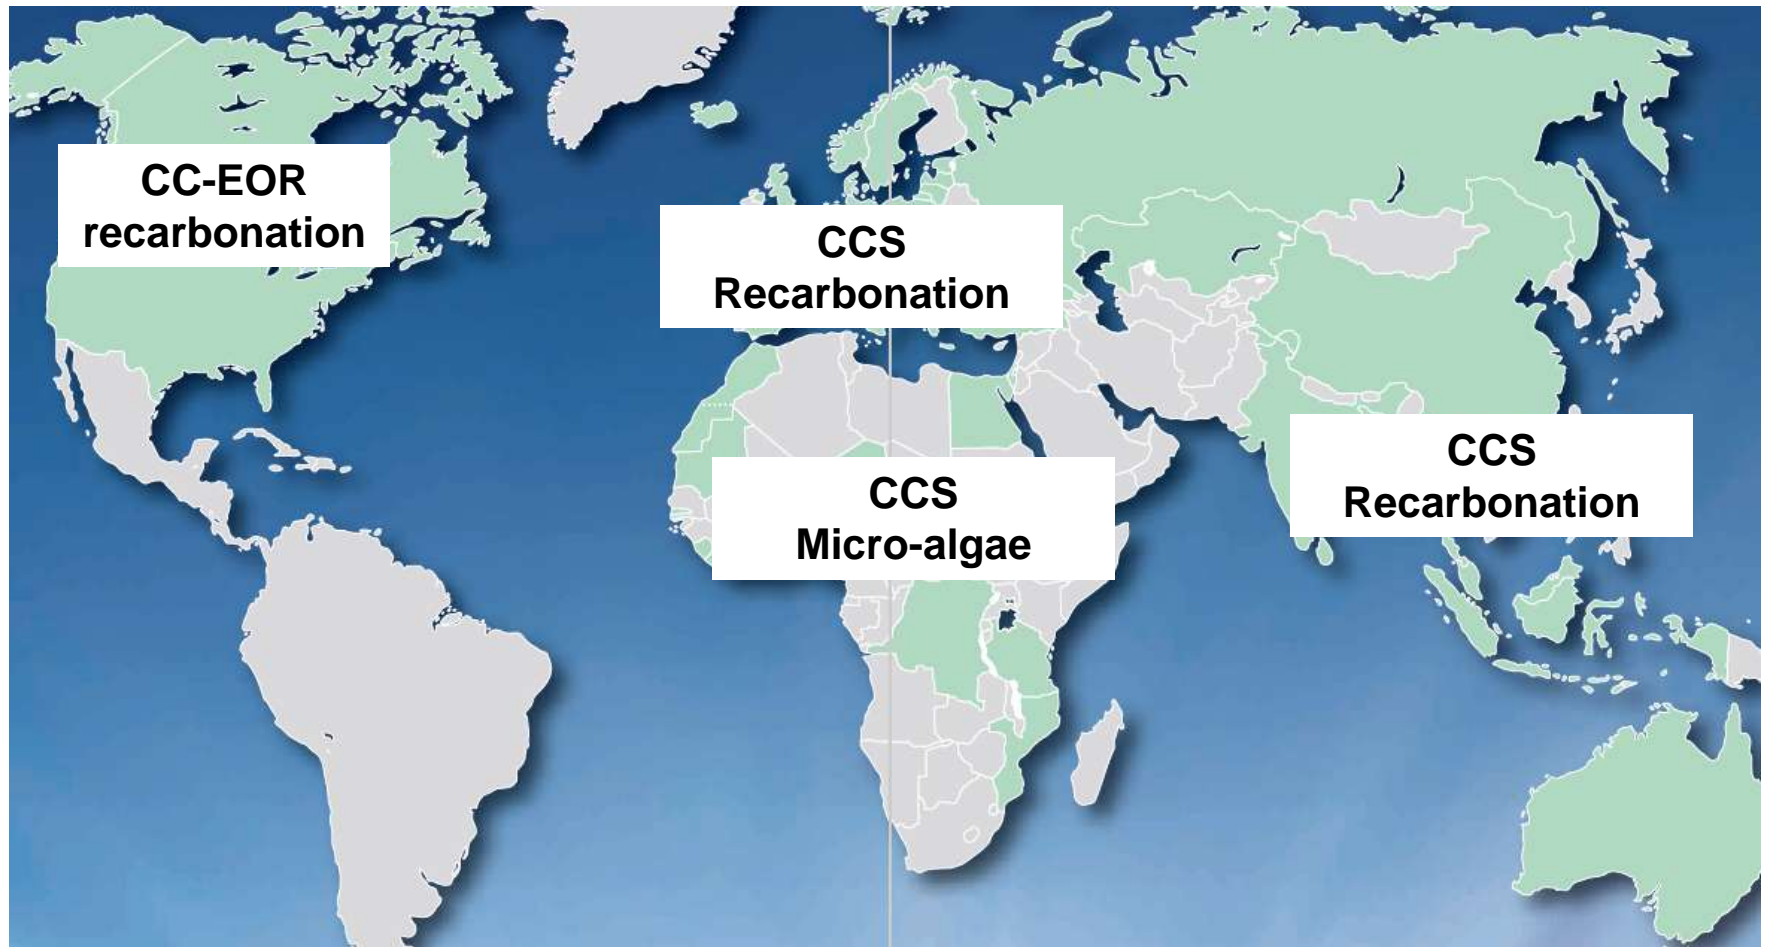 CC-EOR
recarbonation
CCS
Recarbonation
CCS
Micro-algae
CCS
Recarbonation